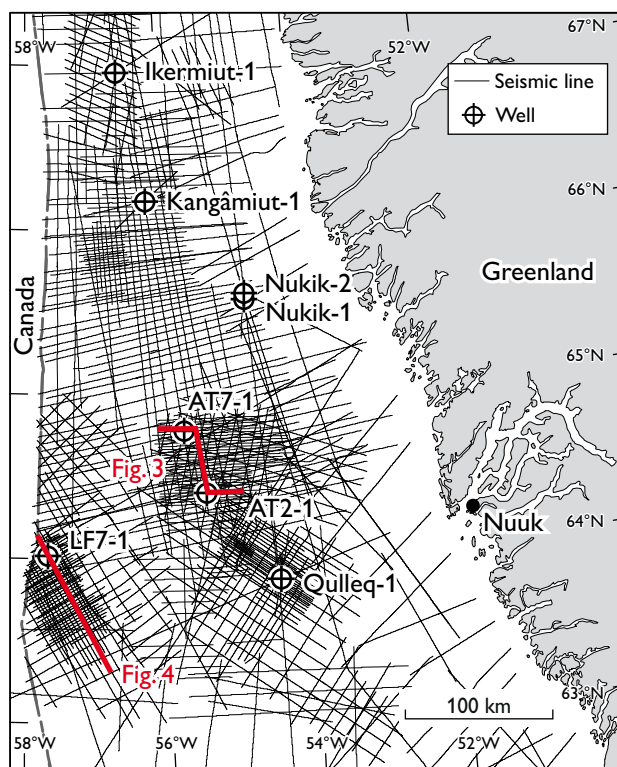 58°W
52°W
67°N
Ikermiut-1
Seismic line
Well
Kangâmiut-1
66°N
Greenland
Nukik-2
Nukik-1
Canada
65°N
AT7-1
Fig. 3
AT2-1
Nuuk
64°N
LF7-1
Qulleq-1
Fig. 4
63°N
100 km
58°W
56°W
54°W
52°W